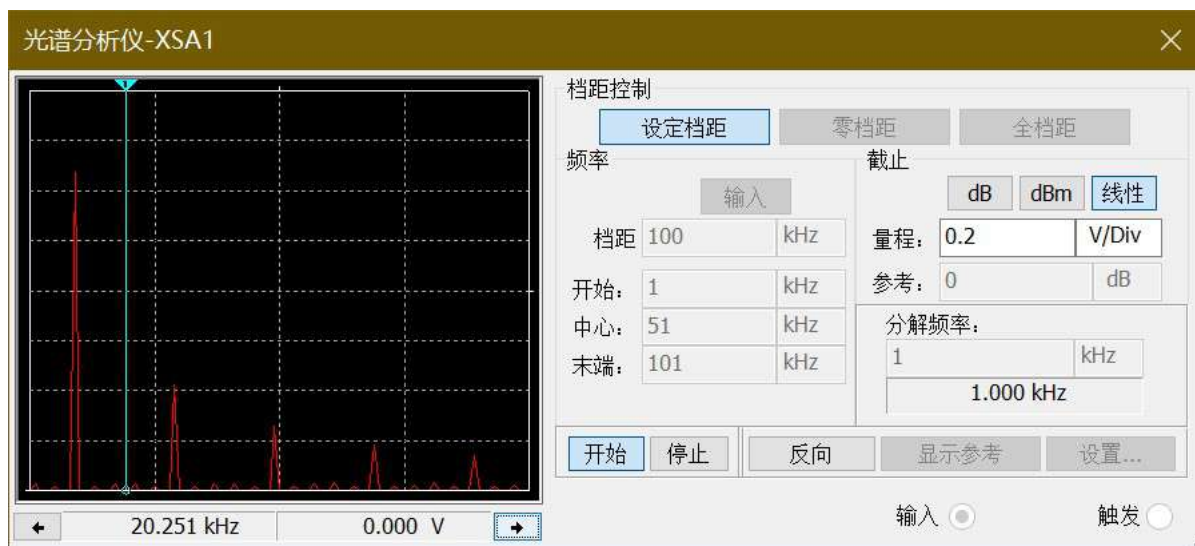 光谱分析仪-XSA1
1
20.251 kHz
0.000 V
档距控制
设定档距
零档距
全档距
频率
输入
档距
100
kHz
开始：
1
kHz
中心：
51
kHz
末端：
101
kHz
截止
dB
dBm
线性
量程：
0.2
V/Div
参考：
0
dB
分解频率：
1
kHz
1.000 kHz
开始
停止
反向
显示参考
设置...
输入
触发